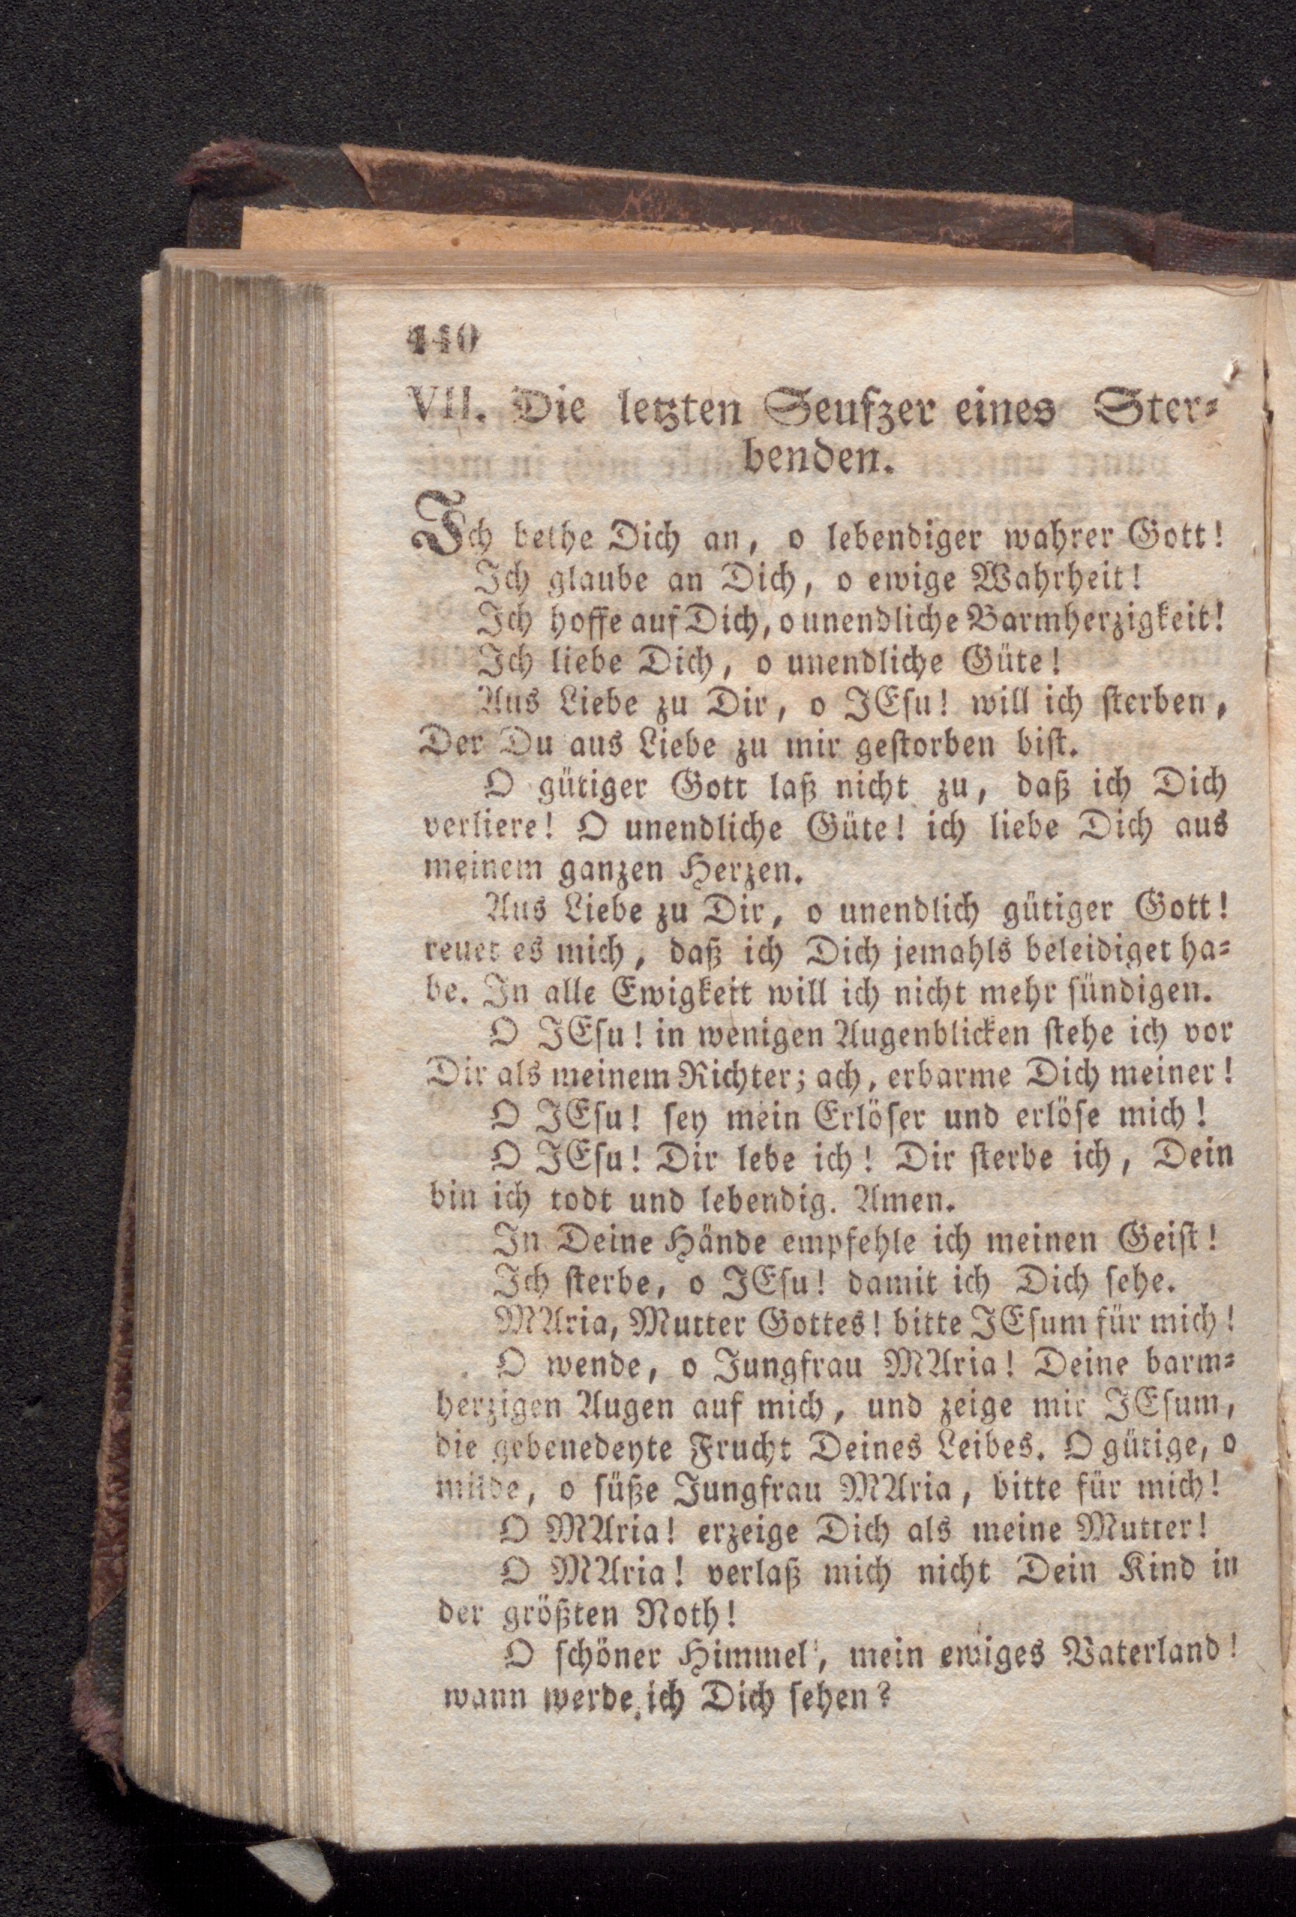 440
VII. Die letzten Seufzer eines Ster-
benden.
Ich bethe Dich an, o lebendiger wahrer Gott!
Ich glaube an Dich, o ewige Wahrheit!
Ich hoffe auf Dich, o unendliche Barmherzigkeit!
Ich liebe Dich, o unendliche Güte!
Aus Liebe zu Dir, o JEsu! will ich sterben,
Der Du aus Liebe zu mir gestorben bist.
O gütiger Gott laß nicht zu, daß ich Dich
verliere! O unendliche Güte! ich liebe Dich aus
meinem ganzen Herzen.
Aus Liebe zu Dir, o unendlich gütiger Gott!
reuet es mich, daß ich Dich jemahls beleidiget ha-
be. In alle Ewigkeit will ich nicht mehr sündigen.
O JEsu! in wenigen Augenblicken stehe ich vor
Dir als meinem Richter; ach, erbarme Dich meiner!
O JEsu! sey mein Erlöser und erlöse mich!
O JEsu! Dir lebe ich! Dir sterbe ich, Dein
bin ich todt und lebendig. Amen.
In Deine Hände empfehle ich meinen Geist!
Ich sterbe, o JEsu! damit ich Dich sehe.
MAria, Mutter Gottes! bitte JEsum für mich!
O wende, o Jungfrau MAria! Deine barm-
herzigen Augen auf mich, und zeige mir JEsum,
die gebenedeyte Frucht Deines Leibes. O gütige, o
milde, o süße Jungfrau MAria, bitte für mich!
O MAria! erzeige Dich als meine Mutter!
O MAria! verlaß mich nicht Dein Kind in
der größten Noth!
O schöner Himmel!, mein ewiges Vaterland!
wann werde ich Dich sehen?